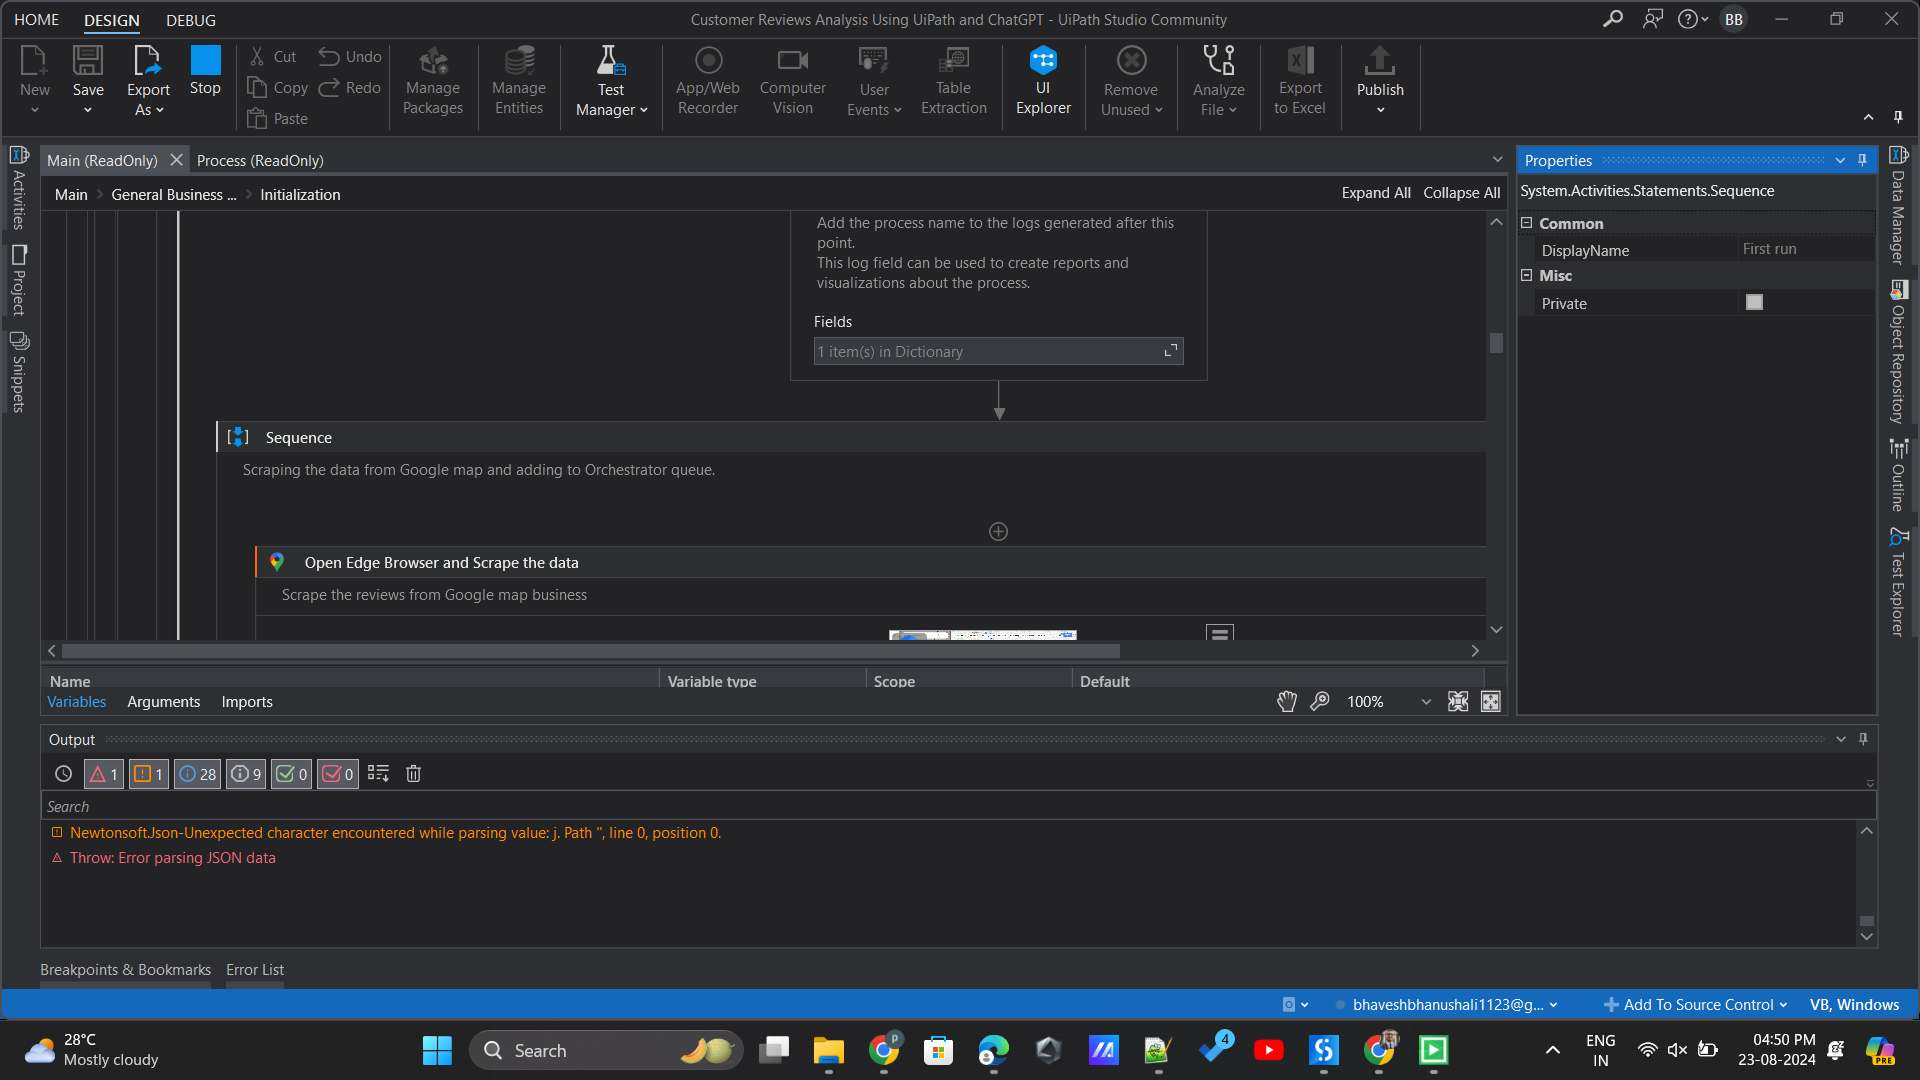 HOME DESIGN DEBUG Customer Reviews Analysis Using UiPath and ChatGPT - UiPath Studio Community BB
New Save Export As Stop Cut Copy Paste Undo Redo Manage Packages Manage Entities Test Manager App/Web Recorder Computer Vision User Events Table Extraction UI Explorer Remove Unused Analyze File Export to Excel Publish
Activities
Project
Snippets
Main (ReadOnly) Process (ReadOnly)
Main General Business ... Initialization Expand All Collapse All
Add the process name to the logs generated after this
point.
This log field can be used to create reports and
visualizations about the process.
Fields
1 item(s) in Dictionary
Sequence
Scraping the data from Google map and adding to Orchestrator queue.
Open Edge Browser and Scrape the data
Scrape the reviews from Google map business
Name Variable type Scope Default
Variables Arguments Imports 100%
Properties
System.Activities.Statements.Sequence
Common
DisplayName First run
Misc
Private
Data Manager
Object Repository
Outline
Test Explorer
Output
1 1 28 9 0 0
Search
Newtonsoft.Json-Unexpected character encountered while parsing value: j. Path '', line 0, position 0.
Throw: Error parsing JSON data
Breakpoints & Bookmarks Error List
bhaveshbhanushali1123@g... Add To Source Control VB, Windows
28°C
Mostly cloudy
Search
4
ENG
IN
04:50 PM
23-08-2024
PRE